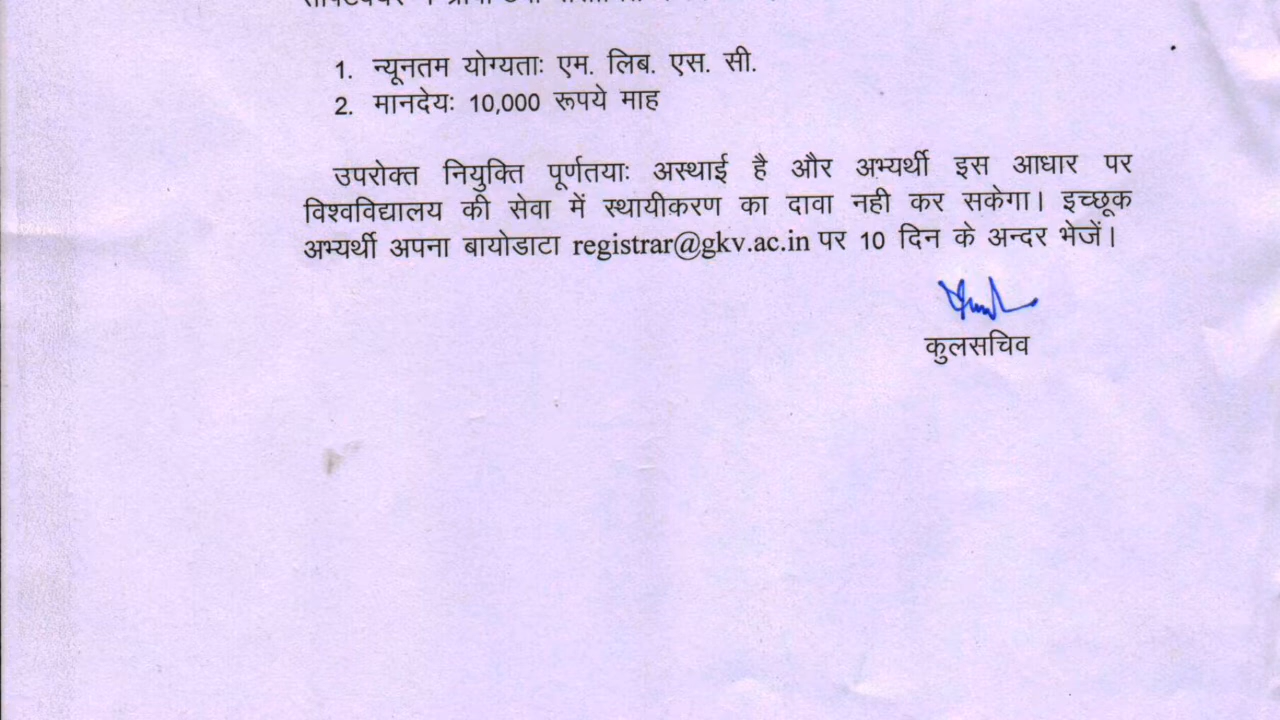 1. न्यूनतम योग्यताः एम. लिब. एस. सी.
2. मानदेयः 10,000 रूपये माह
उपरोक्त नियुक्ति पूर्णतयाः अस्थाई है और अभ्यर्थी इस आधार पर
विश्वविद्यालय की सेवा में स्थायीकरण का दावा नही कर सकेगा। इच्छूक
अभ्यर्थी अपना बायोडाटा registrar@gkv.ac.in पर 10 दिन के अन्दर भेजें।
कुलसचिव